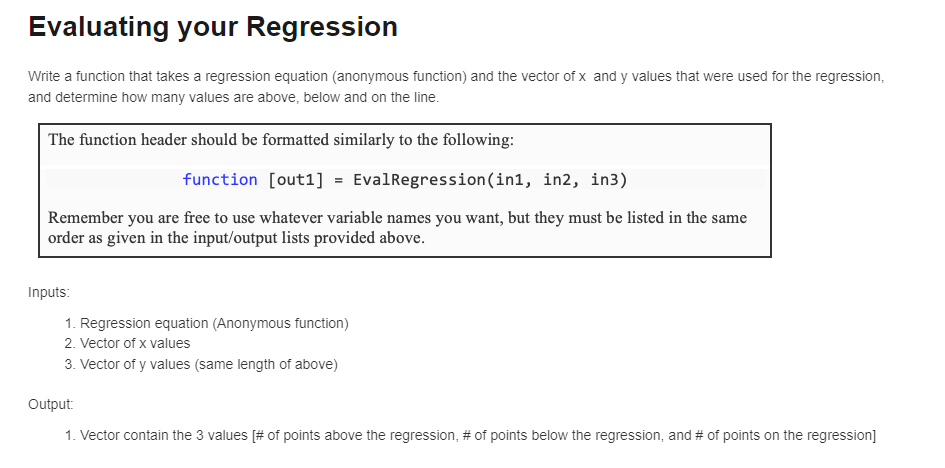 Evaluating your Regression
Write a function that takes a regression equation (anonymous function) and the vector of x and y values that were used for the regression,
and determine how many values are above, below and on the line.
The function header should be formatted similarly to the following:
function [out1] = EvalRegression(in1, in2, in3)
Remember you are free to use whatever variable names you want, but they must be listed in the same
order as given in the input/output lists provided above.
Inputs:
1. Regression equation (Anonymous function)
2. Vector of x values
3. Vector of y values (same length of above)
Output:
1. Vector contain the 3 values [# of points above the regression, # of points below the regression, and # of points on the regression]